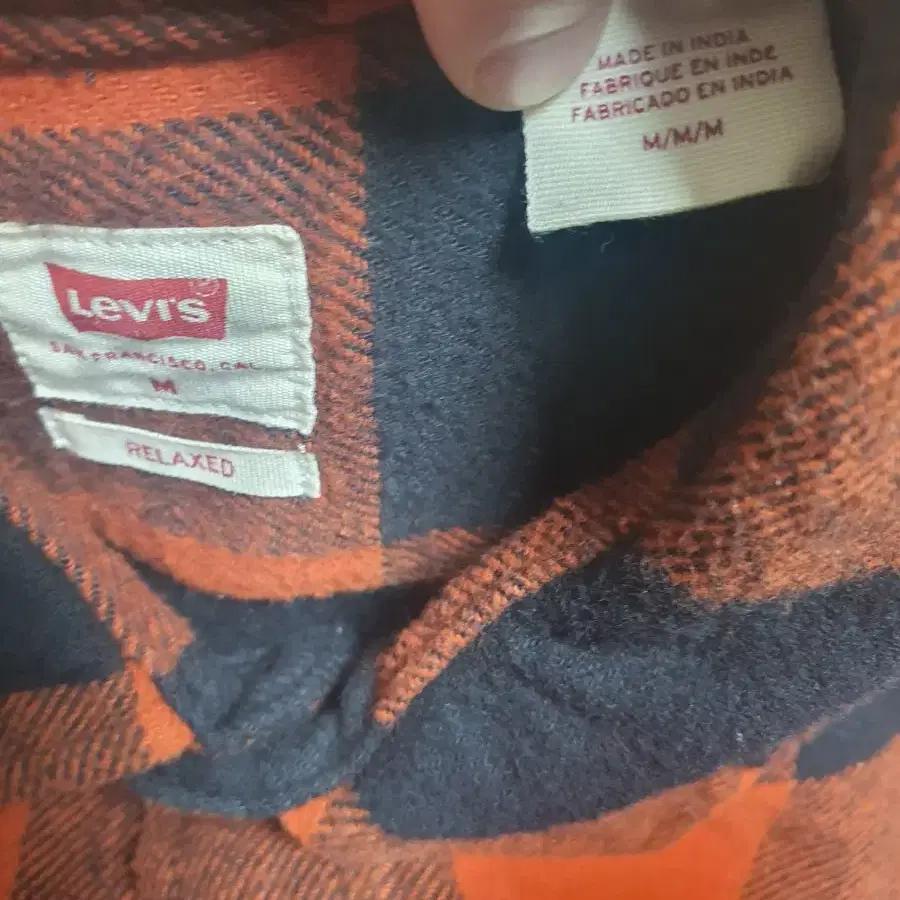 MADE IN INDIA
FABRIQUE EN INDE
FABRICADO EN INDIA
M/M/M
Levi's
SAN FRANCISCO, CAL
M
RELAXED